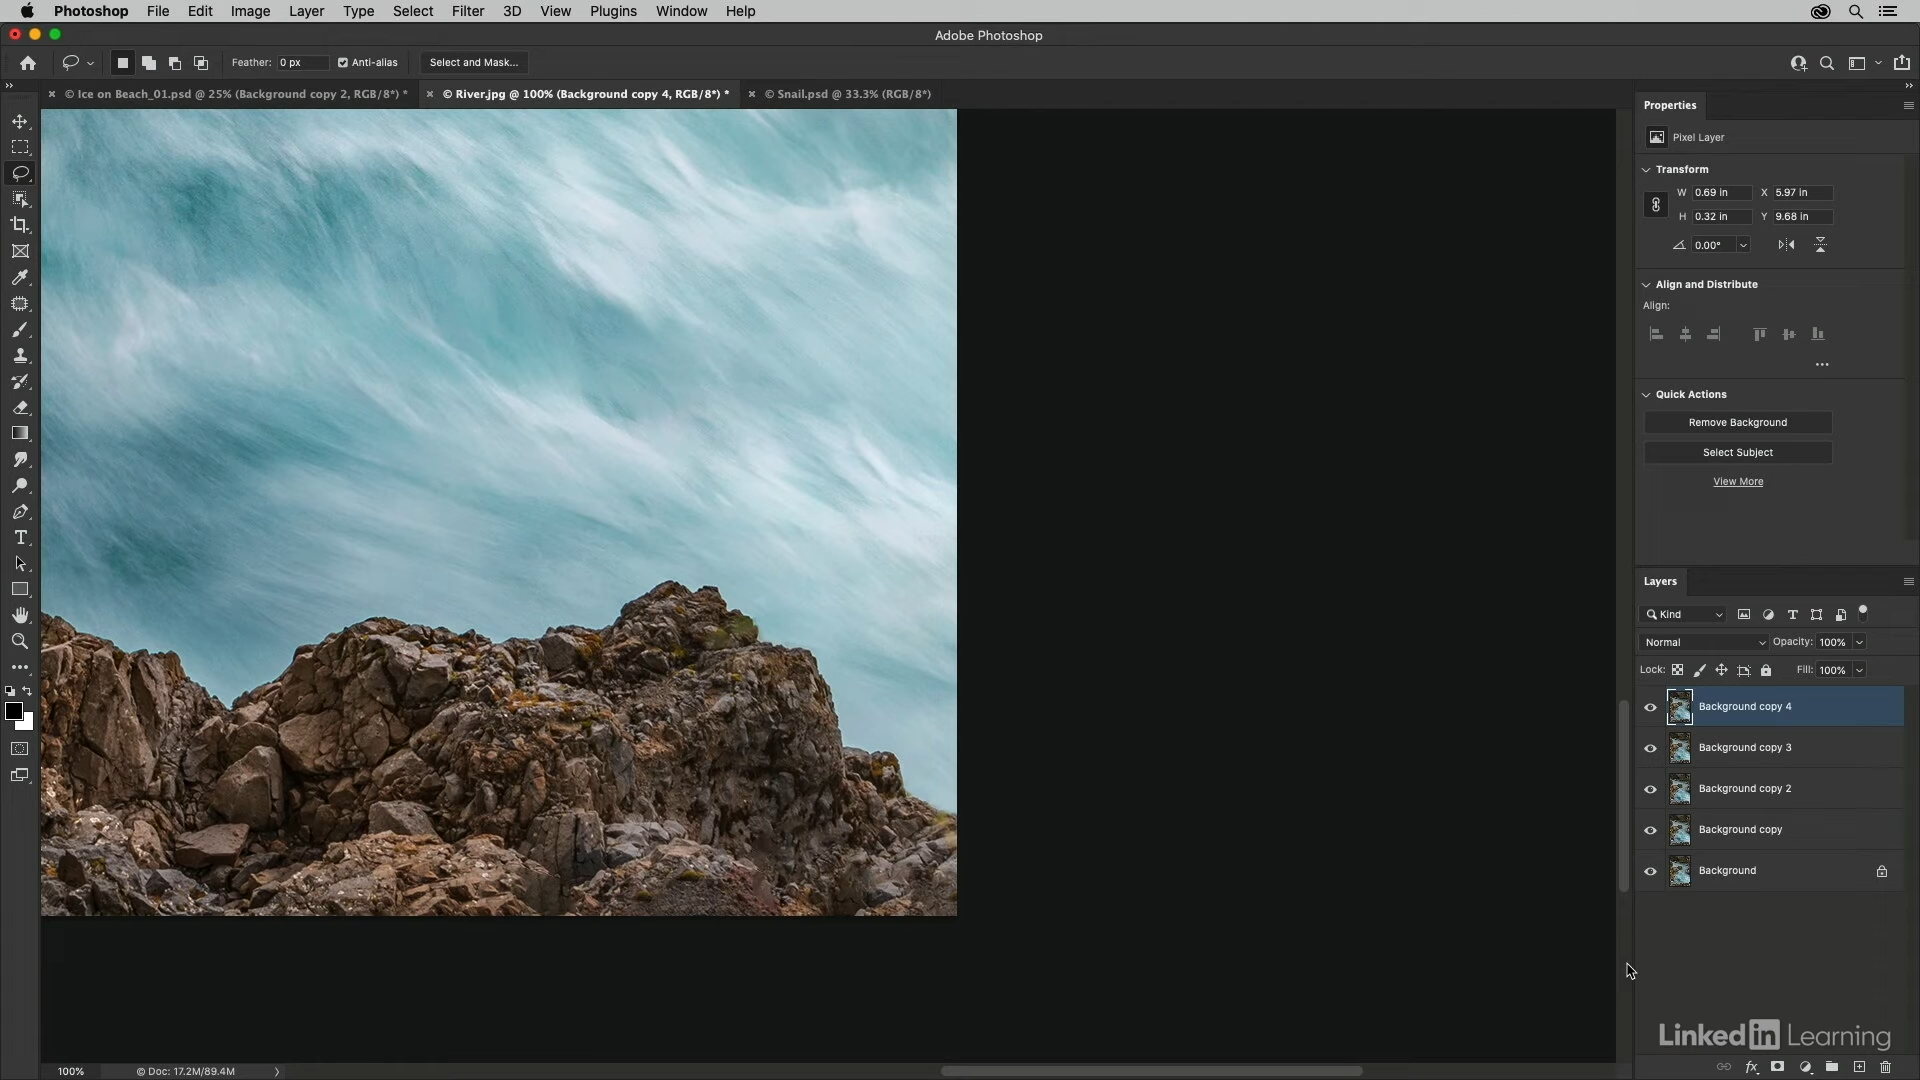 Photoshop File Edit Image Layer Type Select Filter 3D View Plugins Window Help
Adobe Photoshop
Feather: 0 px Anti-alias Select and Mask...
© Ice on Beach_01.psd @ 25% (Background copy 2, RGB/8*) *
© River.jpg @ 100% (Background copy 4, RGB/8*) *
© Snail.psd @ 33.3% (RGB/8*)
Properties
Pixel Layer
Transform
W 0.69 in X 5.97 in
H 0.32 in Y 9.68 in
0.00°
Align and Distribute
Align:
Quick Actions
Remove Background
Select Subject
View More
Layers
Kind
Normal Opacity: 100%
Lock: Fill: 100%
Background copy 4
Background copy 3
Background copy 2
Background copy
Background
LinkedIn Learning
100% © Doc: 17.2M/89.4M